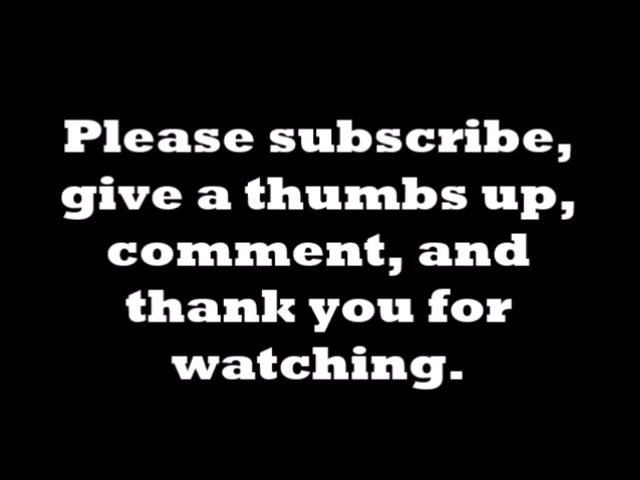 Please subscribe,
give a thumbs up,
comment, and
thank you for
watching.